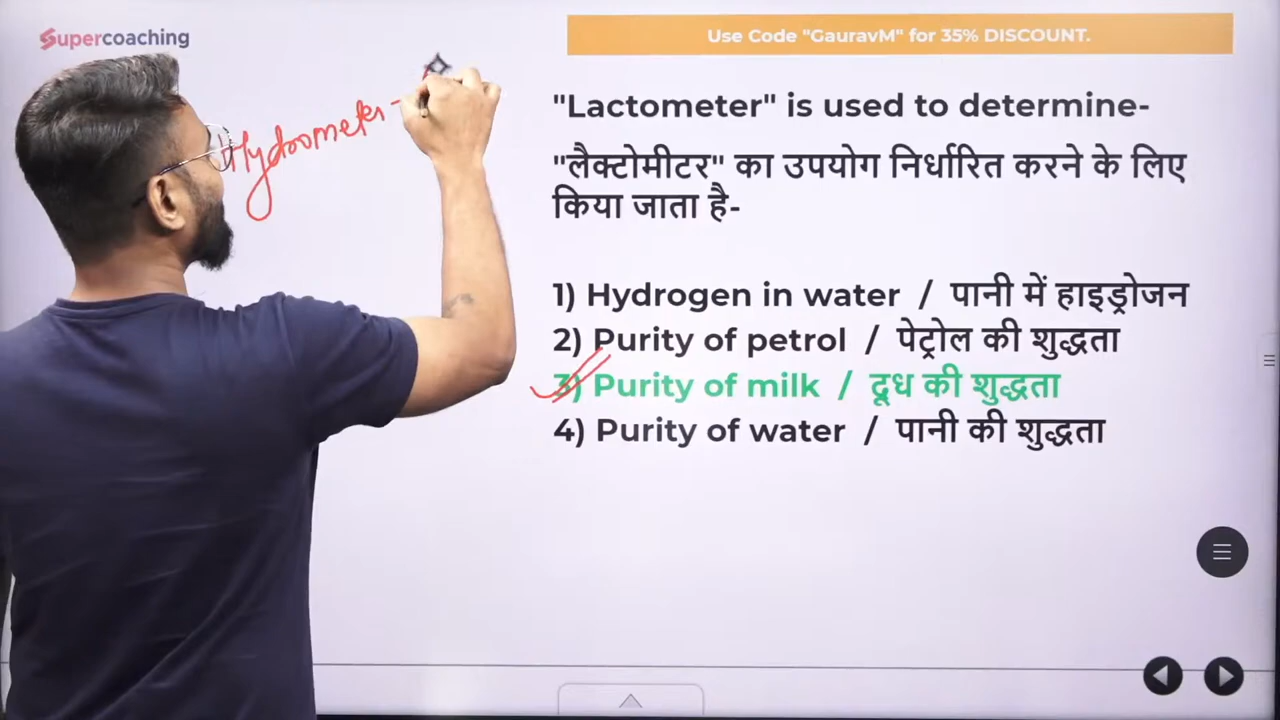 Supercoaching
Use Code "GauravM" for 35% DISCOUNT.
Hydrometer -
"Lactometer" is used to determine-
"लैक्टोमीटर" का उपयोग निर्धारित करने के लिए
किया जाता है-
1) Hydrogen in water / पानी में हाइड्रोजन
2) Purity of petrol / पेट्रोल की शुद्धता
3) Purity of milk / दूध की शुद्धता
4) Purity of water / पानी की शुद्धता